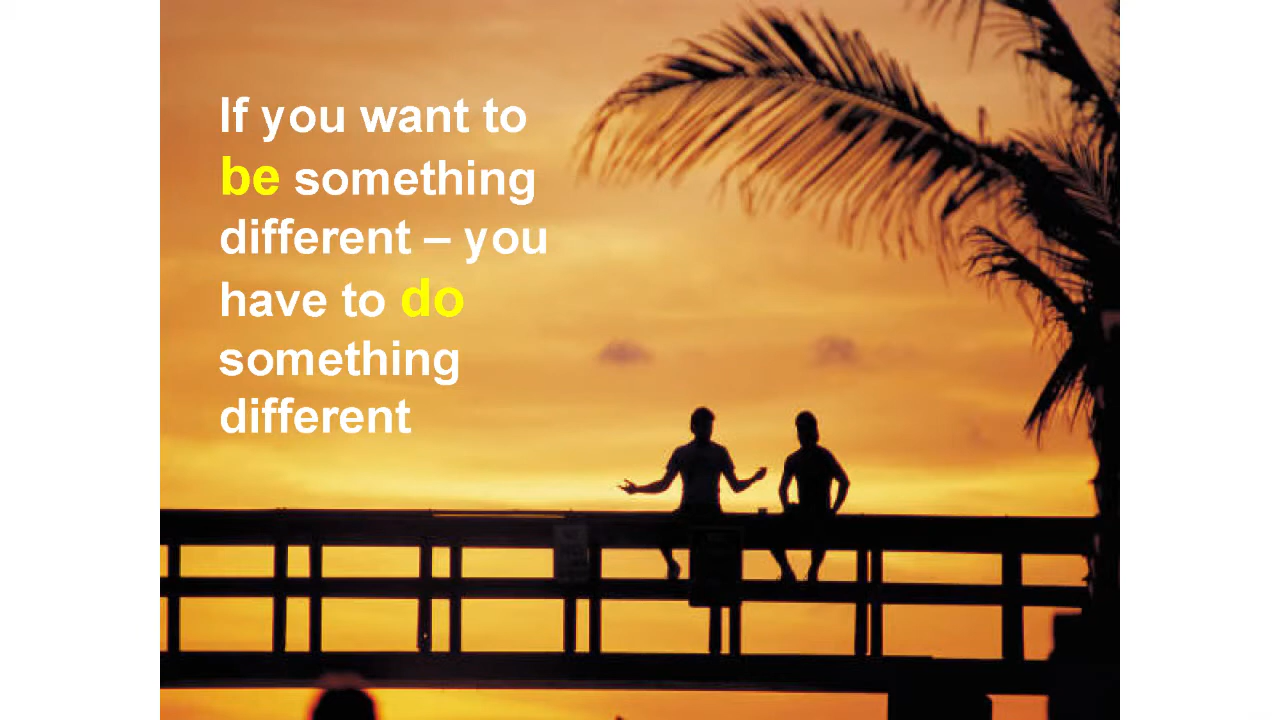 If you want to
be something
different – you
have to do
something
different